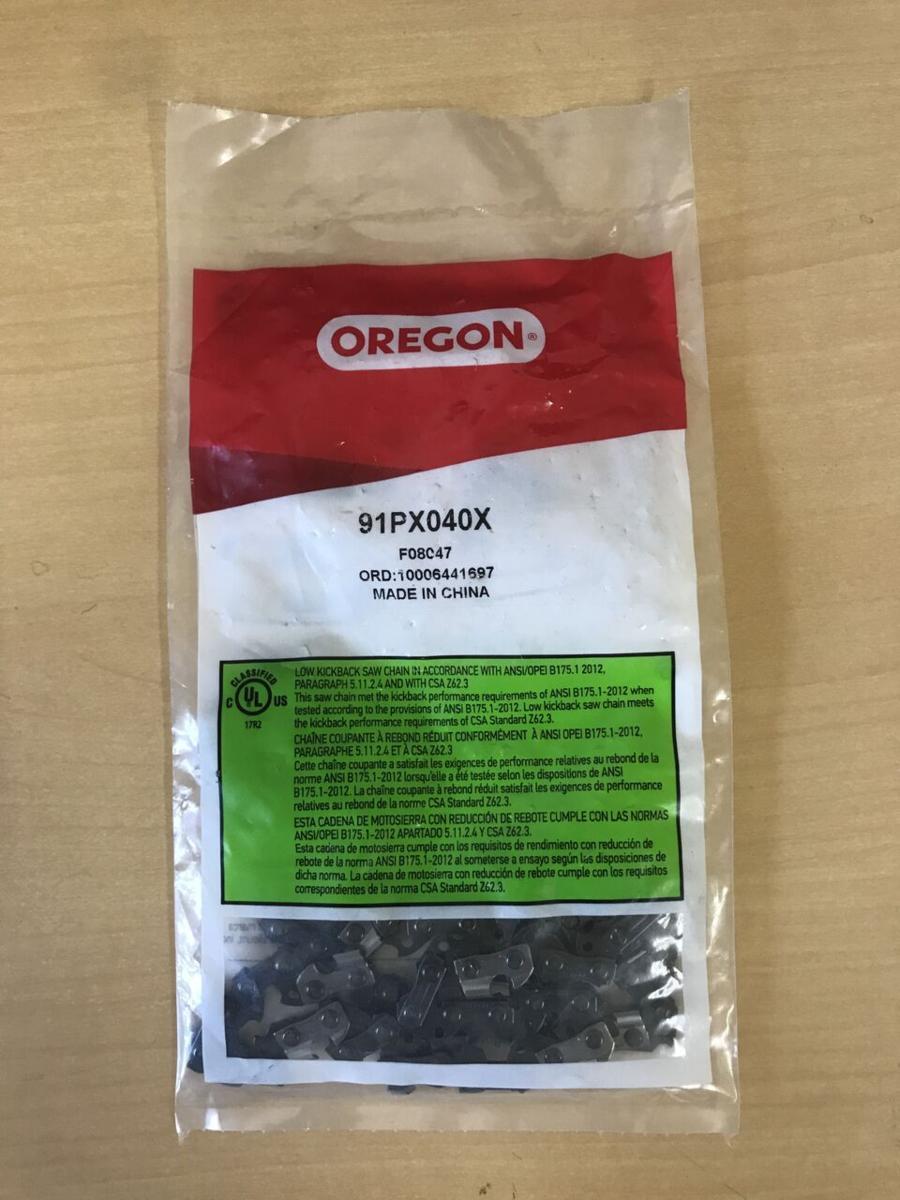 OREGON®
91PX040X
F08047
ORD:10006441697
MADE IN CHINA
CLASSIFIED
C UL US
17R2
LOW KICKBACK SAW CHAIN IN ACCORDANCE WITH ANSI/OPEI B175.1 2012,
PARAGRAPH 5.11.2.4 AND WITH CSA Z62.3
This saw chain met the kickback performance requirements of ANSI B175.1-2012 when
tested according to the provisions of ANSI B175.1-2012. Low kickback saw chain meets
the kickback performance requirements of CSA Standard Z62.3.
CHAÎNE COUPANTE À REBOND RÉDUIT CONFORMÉMENT À ANSI OPEI B175.1-2012,
PARAGRAPHE 5.11.2.4 ET À CSA Z62.3
Cette chaîne coupante a satisfait les exigences de performance relatives au rebond de la
norme ANSI B175.1-2012 lorsqu'elle a été testée selon les dispositions de ANSI
B175.1-2012. La chaîne coupante à rebond réduit satisfait les exigences de performance
relatives au rebond de la norme CSA Standard Z62.3.
ESTA CADENA DE MOTOSIERRA CON REDUCCIÓN DE REBOTE CUMPLE CON LAS NORMAS
ANSI/OPEI B175.1-2012 APARTADO 5.11.2.4 Y CSA Z62.3.
Esta cadena de motosierra cumple con los requisitos de rendimiento con reducción de
rebote de la norma ANSI B175.1-2012 al someterse a ensayo según las disposiciones de
dicha norma. La cadena de motosierra con reducción de rebote cumple con los requisitos
correspondientes de la norma CSA Standard Z62.3.